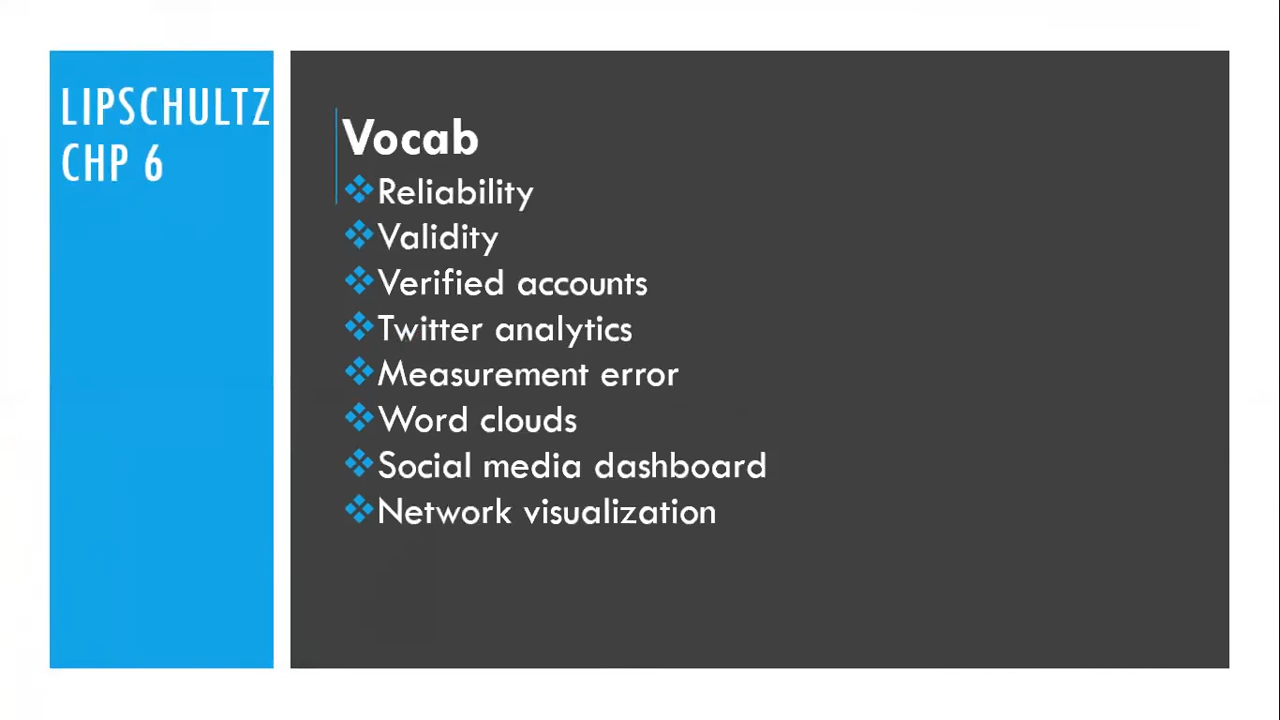 LIPSCHULTZ
CHP 6
Vocab
Reliability
Validity
Verified accounts
Twitter analytics
Measurement error
Word clouds
Social media dashboard
Network visualization